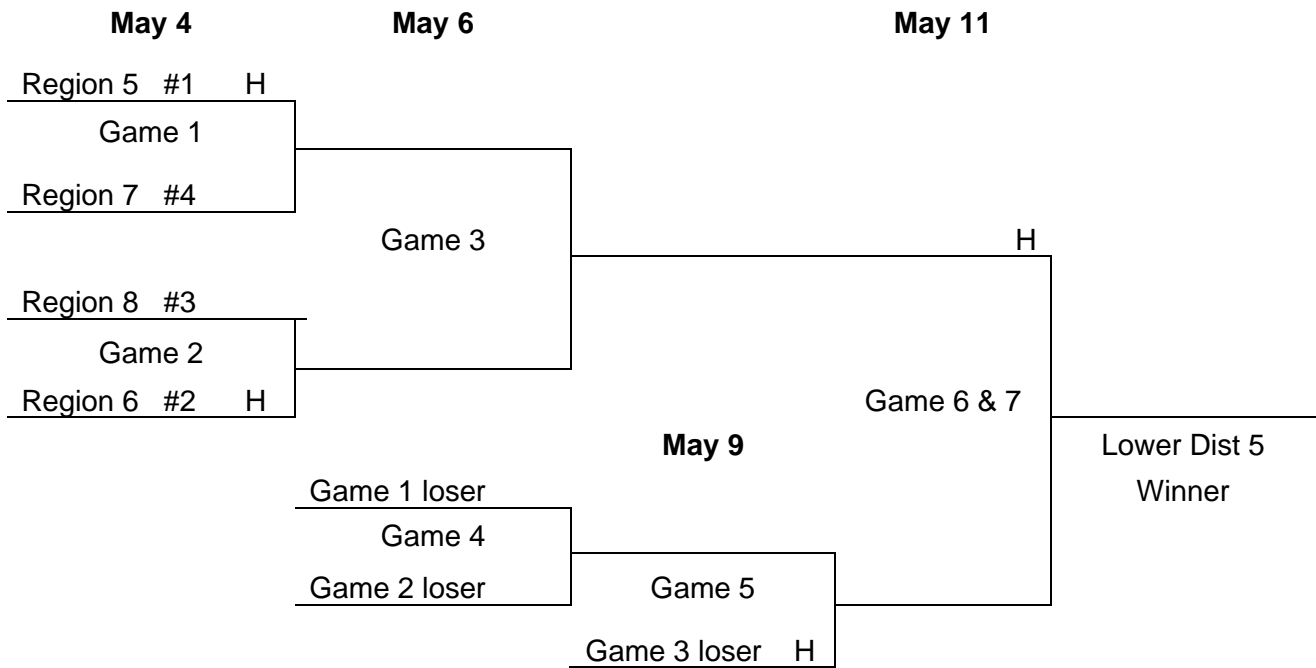 May 4 May 6 May 11
Region 5 #1 H
Game 1
Region 7 #4
Game 3 H
Region 8 #3
Game 2
Region 6 #2 H Game 6 & 7
May 9 Lower Dist 5
Game 1 loser Winner
Game 4
Game 2 loser Game 5
Game 3 loser H